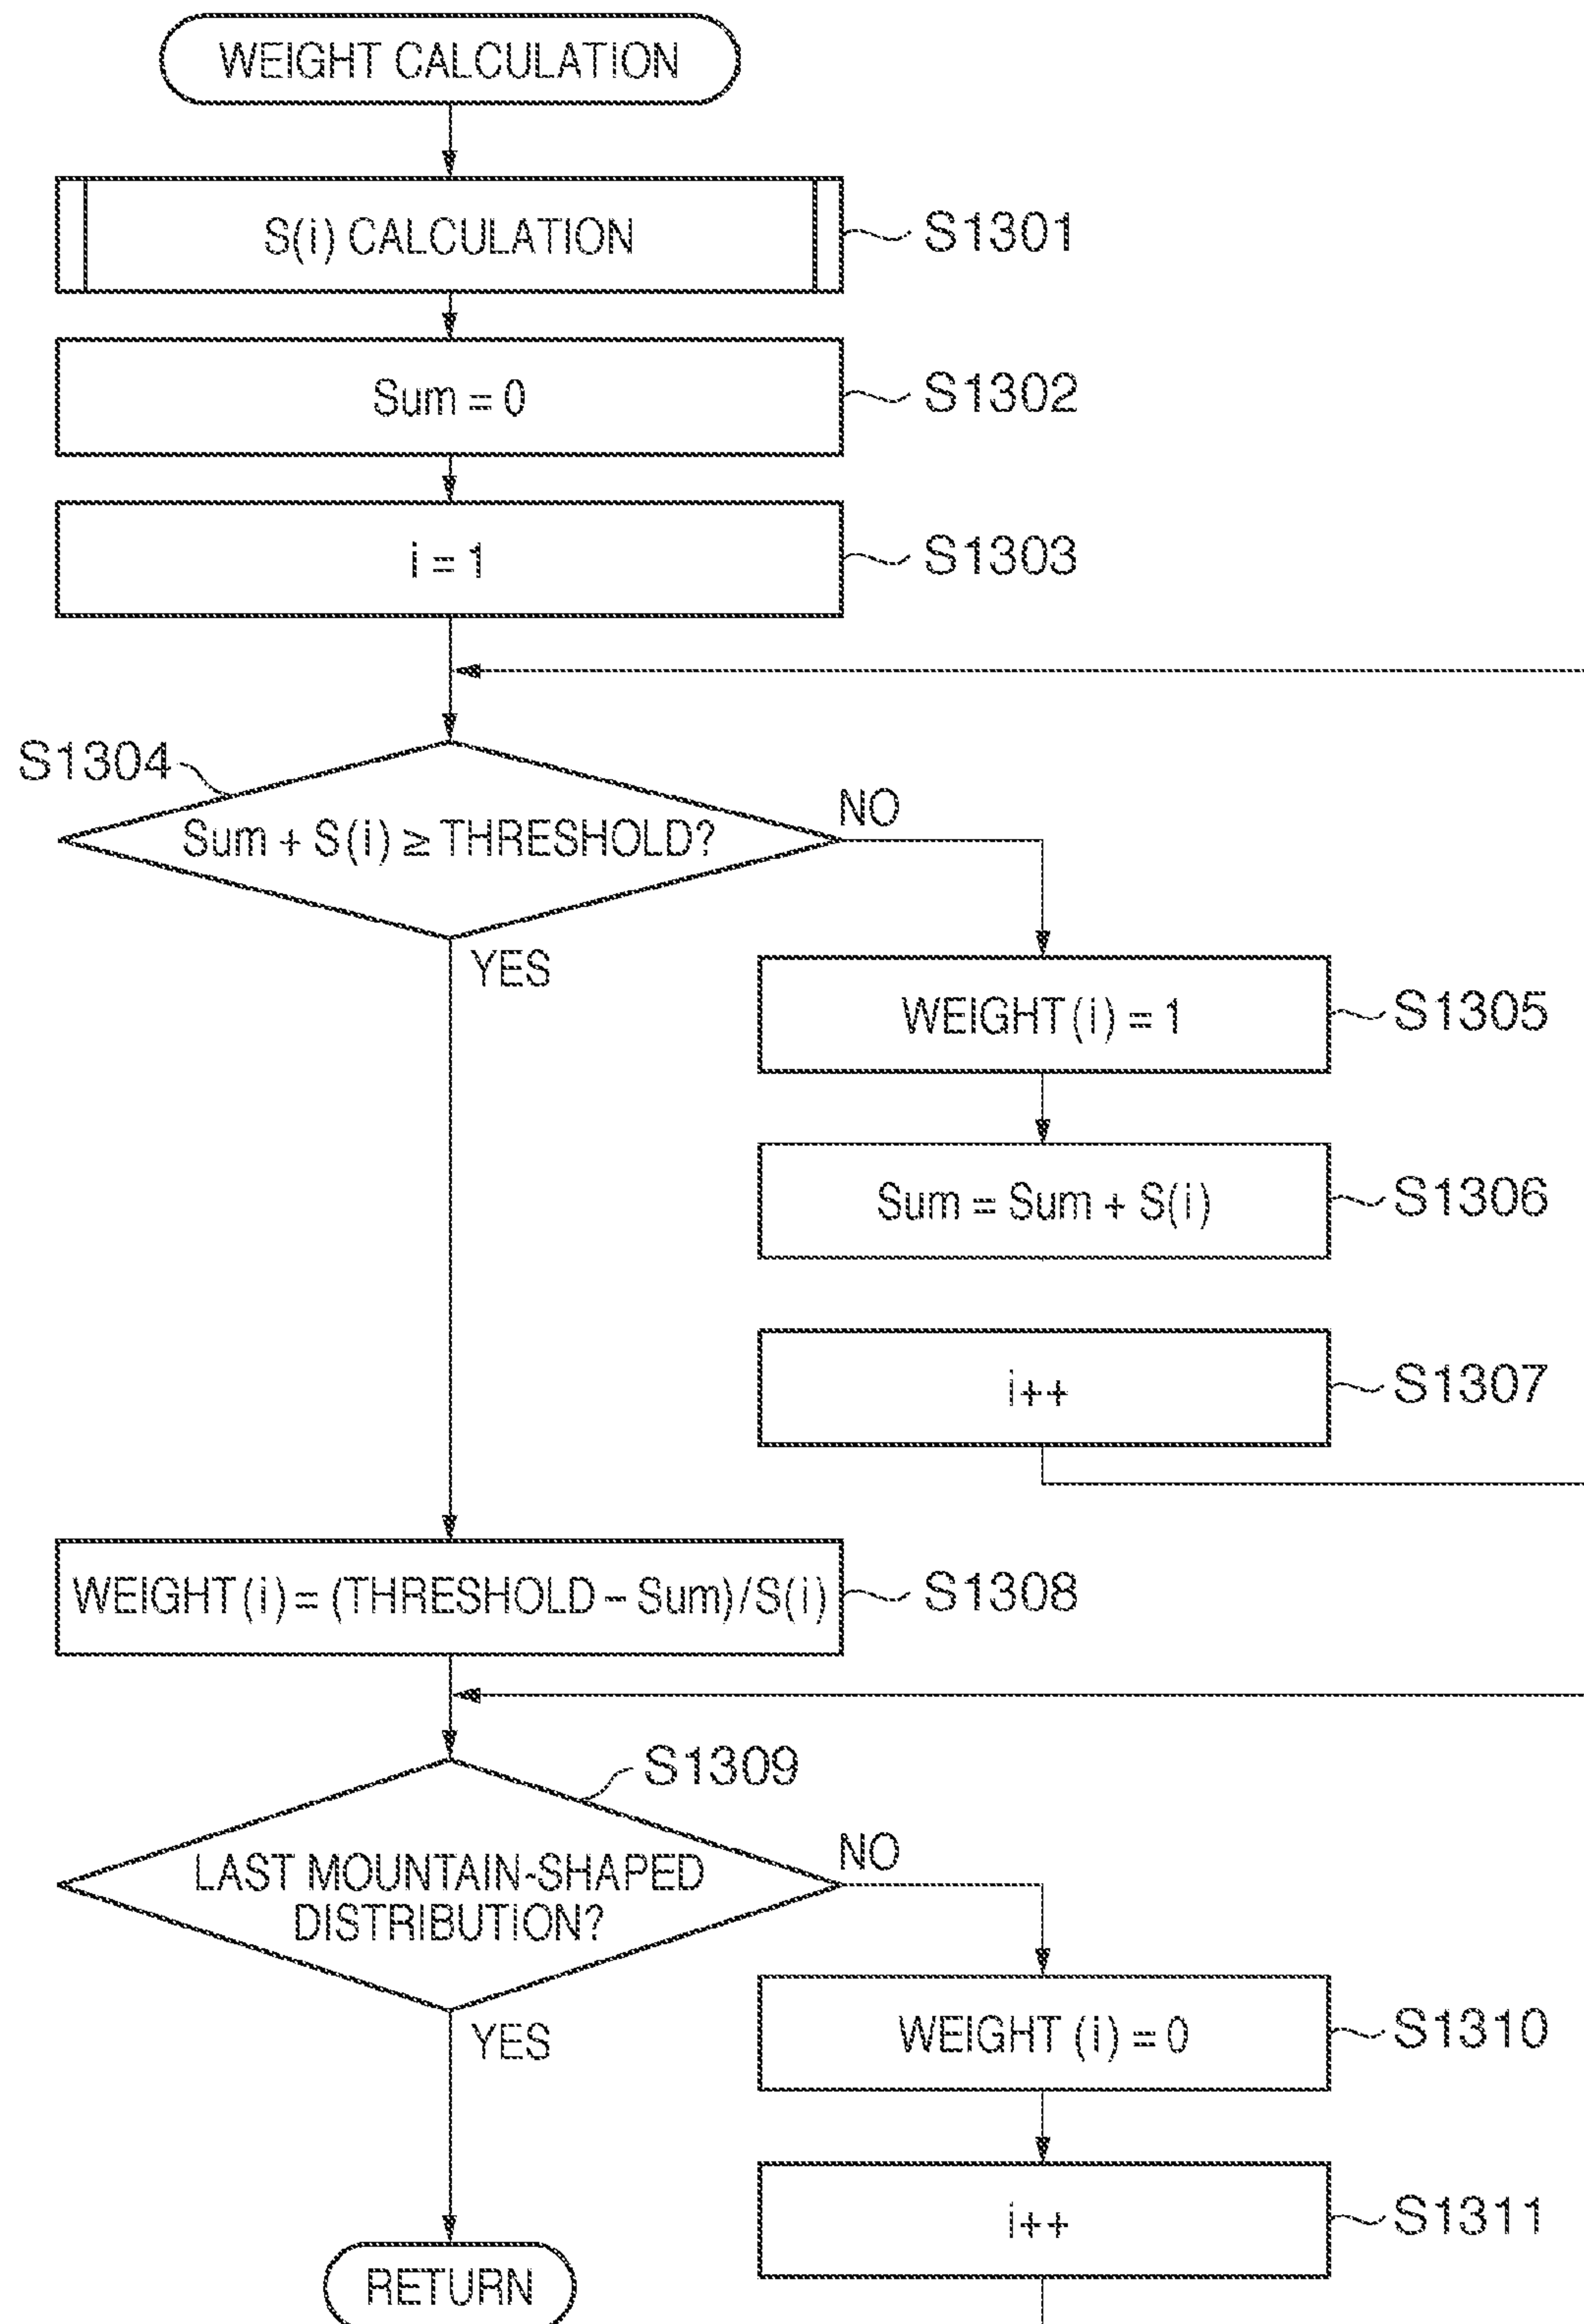 WEIGHT CALCULATION
S(i) CALCULATION
S1301
Sum = 0
S1302
i = 1
S1303
S1304
Sum + S(i) ≥ THRESHOLD?
NO
YES
WEIGHT(i) = 1
S1305
Sum = Sum + S(i)
S1306
i++
S1307
WEIGHT(i) = (THRESHOLD – Sum)/S(i)
S1308
S1309
LAST MOUNTAIN-SHAPED
DISTRIBUTION?
NO
YES
WEIGHT (i) = 0
S1310
i++
S1311
RETURN